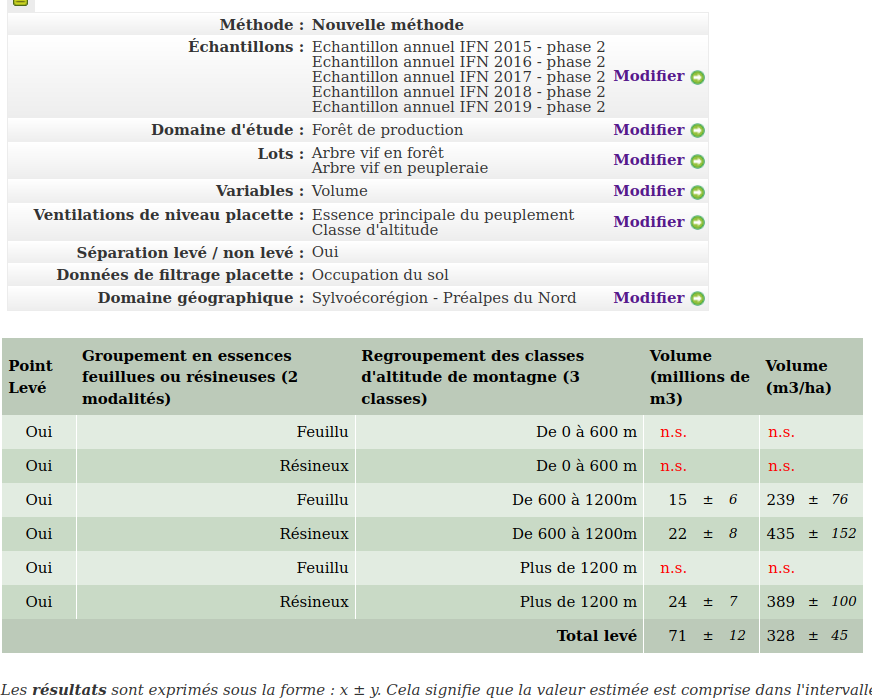 Méthode : Nouvelle méthode
Échantillons : Echantillon annuel IFN 2015 - phase 2
Echantillon annuel IFN 2016 - phase 2
Echantillon annuel IFN 2017 - phase 2 Modifier
Echantillon annuel IFN 2018 - phase 2
Echantillon annuel IFN 2019 - phase 2
Domaine d'étude : Forêt de production Modifier
Lots : Arbre vif en forêt
Arbre vif en peupleraie Modifier
Variables : Volume Modifier
Ventilations de niveau placette : Essence principale du peuplement
Classe d'altitude Modifier
Séparation levé / non levé : Oui
Données de filtrage placette : Occupation du sol
Domaine géographique : Sylvoécorégion - Préalpes du Nord Modifier
Point Levé Groupement en essences feuillues ou résineuses (2 modalités) Regroupement des classes d'altitude de montagne (3 classes) Volume (millions de m3) Volume (m3/ha)
Oui Feuillu De 0 à 600 m n.s. n.s.
Oui Résineux De 0 à 600 m n.s. n.s.
Oui Feuillu De 600 à 1200m 15 ± 6 239 ± 76
Oui Résineux De 600 à 1200m 22 ± 8 435 ± 152
Oui Feuillu Plus de 1200 m n.s. n.s.
Oui Résineux Plus de 1200 m 24 ± 7 389 ± 100
Total levé 71 ± 12 328 ± 45
Les résultats sont exprimés sous la forme : x ± y. Cela signifie que la valeur estimée est comprise dans l'intervalle